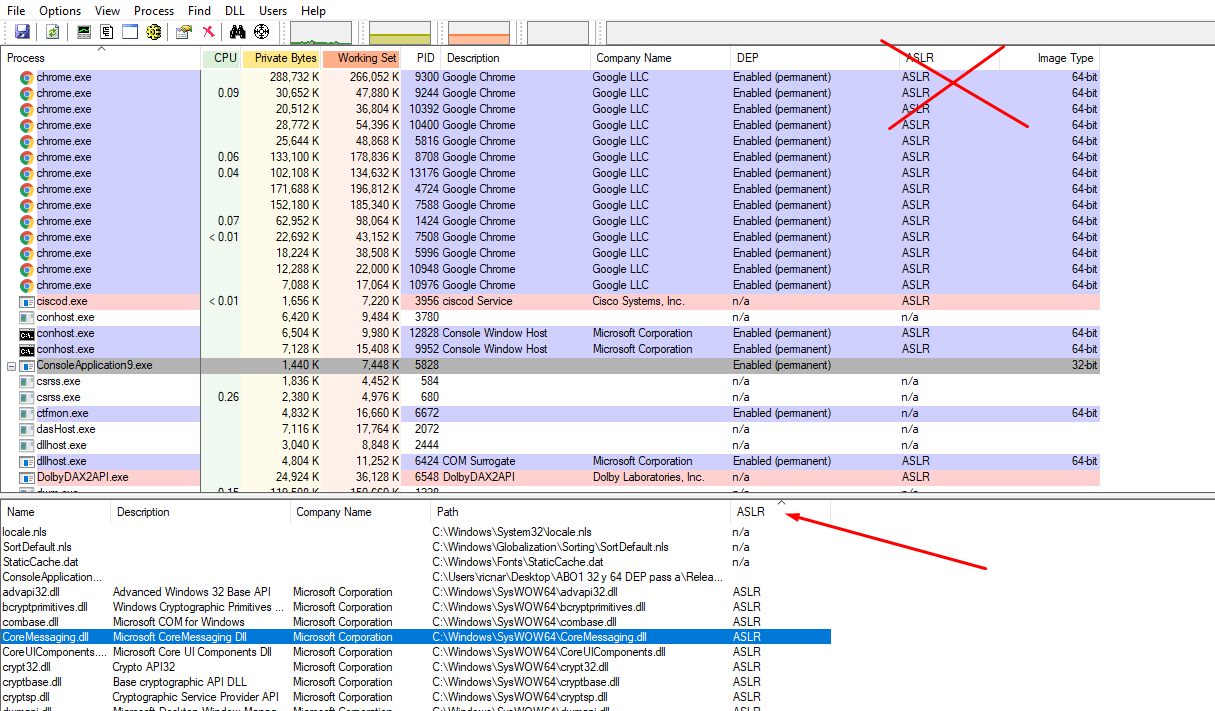 File Options View Process Find DLL Users Help
Process CPU Private Bytes Working Set PID Description Company Name DEP ASLR Image Type
chrome.exe 288,732 K 266,052 K 9300 Google Chrome Google LLC Enabled (permanent) ASLR 64-bit
chrome.exe 0.09 30,652 K 47,880 K 9244 Google Chrome Google LLC Enabled (permanent) ASLR 64-bit
chrome.exe 20,512 K 36,804 K 10392 Google Chrome Google LLC Enabled (permanent) ASLR 64-bit
chrome.exe 28,772 K 54,396 K 10400 Google Chrome Google LLC Enabled (permanent) ASLR 64-bit
chrome.exe 25,644 K 48,868 K 5816 Google Chrome Google LLC Enabled (permanent) ASLR 64-bit
chrome.exe 0.06 133,100 K 178,836 K 8708 Google Chrome Google LLC Enabled (permanent) ASLR 64-bit
chrome.exe 0.04 102,108 K 134,632 K 13176 Google Chrome Google LLC Enabled (permanent) ASLR 64-bit
chrome.exe 171,688 K 196,812 K 4724 Google Chrome Google LLC Enabled (permanent) ASLR 64-bit
chrome.exe 152,180 K 185,340 K 7588 Google Chrome Google LLC Enabled (permanent) ASLR 64-bit
chrome.exe 0.07 62,952 K 98,064 K 1424 Google Chrome Google LLC Enabled (permanent) ASLR 64-bit
chrome.exe < 0.01 22,692 K 43,152 K 7508 Google Chrome Google LLC Enabled (permanent) ASLR 64-bit
chrome.exe 18,224 K 38,508 K 5996 Google Chrome Google LLC Enabled (permanent) ASLR 64-bit
chrome.exe 12,288 K 22,000 K 10948 Google Chrome Google LLC Enabled (permanent) ASLR 64-bit
chrome.exe 7,088 K 17,064 K 10976 Google Chrome Google LLC Enabled (permanent) ASLR 64-bit
ciscod.exe < 0.01 1,656 K 7,220 K 3956 ciscod Service Cisco Systems, Inc. n/a ASLR
conhost.exe 6,420 K 9,484 K 3780 n/a n/a
conhost.exe 6,504 K 9,980 K 12828 Console Window Host Microsoft Corporation Enabled (permanent) ASLR 64-bit
conhost.exe 7,128 K 15,408 K 9952 Console Window Host Microsoft Corporation Enabled (permanent) ASLR 64-bit
ConsoleApplication9.exe 1,440 K 7,448 K 5828 Enabled (permanent) 32-bit
csrss.exe 1,836 K 4,452 K 584 n/a n/a
csrss.exe 0.26 2,380 K 4,976 K 680 n/a n/a
ctfmon.exe 4,832 K 16,660 K 6672 Enabled (permanent) n/a 64-bit
dasHost.exe 7,116 K 17,764 K 2072 n/a n/a
dllhost.exe 3,040 K 8,848 K 2444 n/a n/a
dllhost.exe 4,804 K 11,252 K 6424 COM Surrogate Microsoft Corporation Enabled (permanent) ASLR 64-bit
DolbyDAX2API.exe 24,924 K 36,128 K 6548 DolbyDAX2API Dolby Laboratories, Inc. n/a ASLR
Name Description Company Name Path ASLR
locale.nls C:\Windows\System32\locale.nls n/a
SortDefault.nls C:\Windows\Globalization\Sorting\SortDefault.nls n/a
StaticCache.dat C:\Windows\Fonts\StaticCache.dat n/a
ConsoleApplication... C:\Users\ricnar\Desktop\ABO1 32 y 64 DEP pass a\Relea...
advapi32.dll Advanced Windows 32 Base API Microsoft Corporation C:\Windows\SysWOW64\advapi32.dll ASLR
bcryptprimitives.dll Windows Cryptographic Primitives ... Microsoft Corporation C:\Windows\SysWOW64\bcryptprimitives.dll ASLR
combase.dll Microsoft COM for Windows Microsoft Corporation C:\Windows\SysWOW64\combase.dll ASLR
CoreMessaging.dll Microsoft CoreMessaging Dll Microsoft Corporation C:\Windows\SysWOW64\CoreMessaging.dll ASLR
CoreUIComponents.... Microsoft Core UI Components Dll Microsoft Corporation C:\Windows\SysWOW64\CoreUIComponents.dll ASLR
crypt32.dll Crypto API32 Microsoft Corporation C:\Windows\SysWOW64\crypt32.dll ASLR
cryptbase.dll Base cryptographic API DLL Microsoft Corporation C:\Windows\SysWOW64\cryptbase.dll ASLR
cryptsp.dll Cryptographic Service Provider API Microsoft Corporation C:\Windows\SysWOW64\cryptsp.dll ASLR